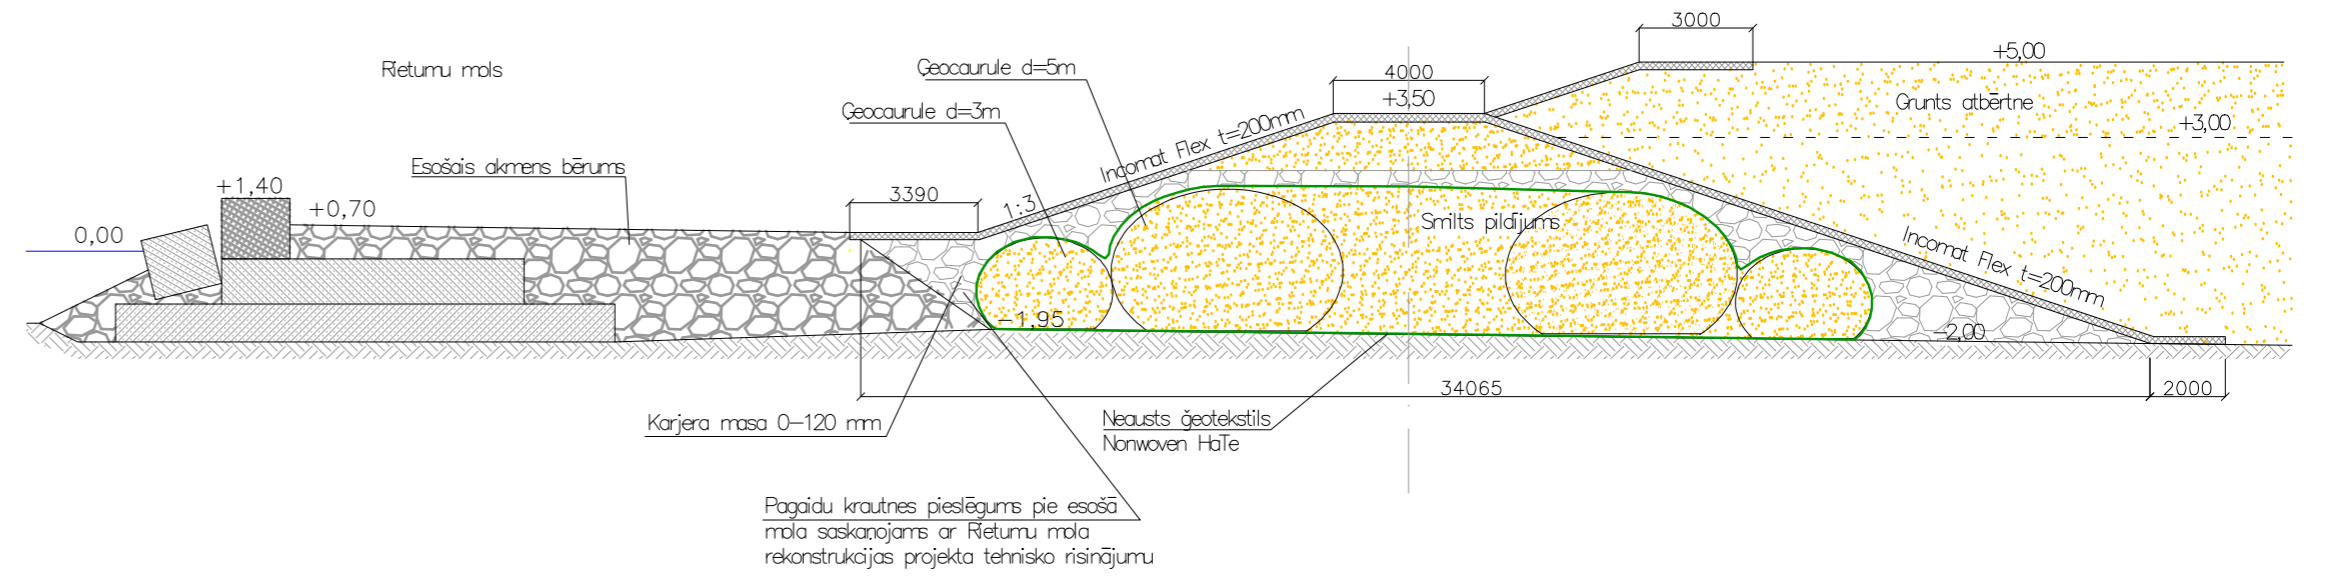 3000
+5,00
Rietumu mols
Ģeocaurule d=5m
4000
+3,50
Grunts atbērtne
Ģeocaurule d=3m
Incomat Flex t=200mm
+3,00
Esošais akmens bērums
+1,40
3390
1:3
+0,70
Smilts pildījums
0,00
Incomat Flex t=200mm
-1,95
-2,00
34065
2000
Karjera masa 0-120 mm
Neausts ģeotekstils
Nonwoven HaTe
Pagaidu krautnes pieslēgums pie esošā
mola saskaņojams ar Rietumu mola
rekonstrukcijas projekta tehnisko risinājumu